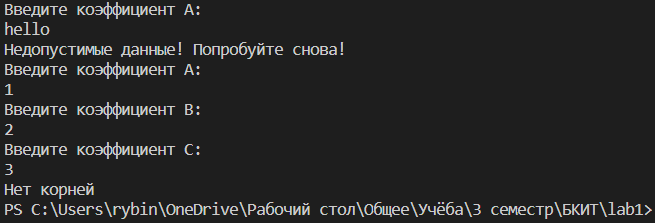 Введите коэффициент А:
hello
Недопустимые данные! Попробуйте снова!
Введите коэффициент А:
1
Введите коэффициент В:
2
Введите коэффициент С:
3
Нет корней
PS C:\Users\rybin\OneDrive\Рабочий стол\Общее\Учёба\3 семестр\БКИТ\lab1>